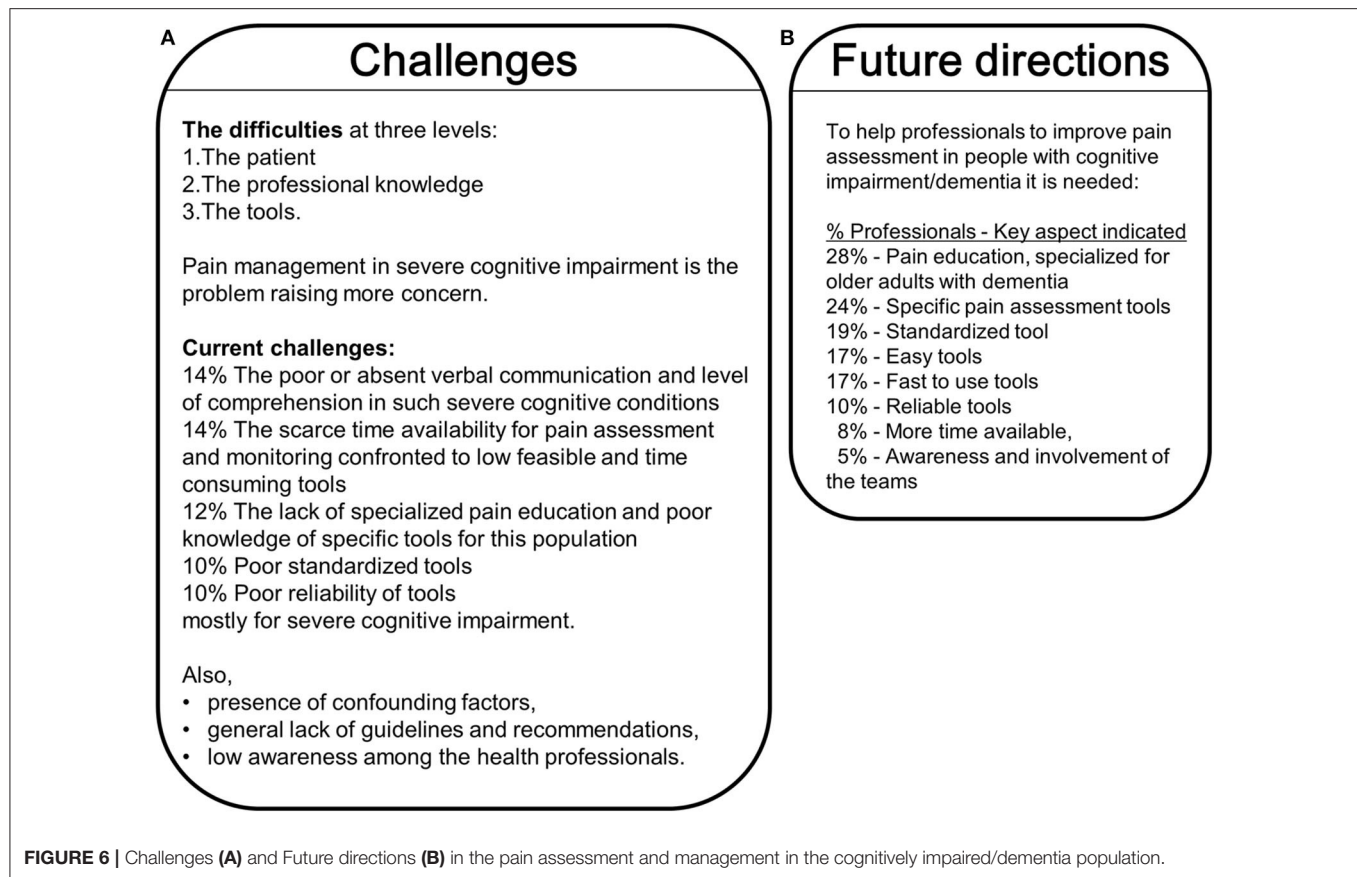 A
Challenges
The difficulties at three levels:
1.The patient
2.The professional knowledge
3.The tools.
Pain management in severe cognitive impairment is the
problem raising more concern.
Current challenges:
14% The poor or absent verbal communication and level
of comprehension in such severe cognitive conditions
14% The scarce time availability for pain assessment
and monitoring confronted to low feasible and time
consuming tools
12% The lack of specialized pain education and poor
knowledge of specific tools for this population
10% Poor standardized tools
10% Poor reliability of tools
mostly for severe cognitive impairment.
Also,
• presence of confounding factors,
• general lack of guidelines and recommendations,
• low awareness among the health professionals.
B
Future directions
To help professionals to improve pain
assessment in people with cognitive
impairment/dementia it is needed:
% Professionals - Key aspect indicated
28% - Pain education, specialized for
older adults with dementia
24% - Specific pain assessment tools
19% - Standardized tool
17% - Easy tools
17% - Fast to use tools
10% - Reliable tools
8% - More time available,
5% - Awareness and involvement of
the teams
FIGURE 6 | Challenges (A) and Future directions (B) in the pain assessment and management in the cognitively impaired/dementia population.